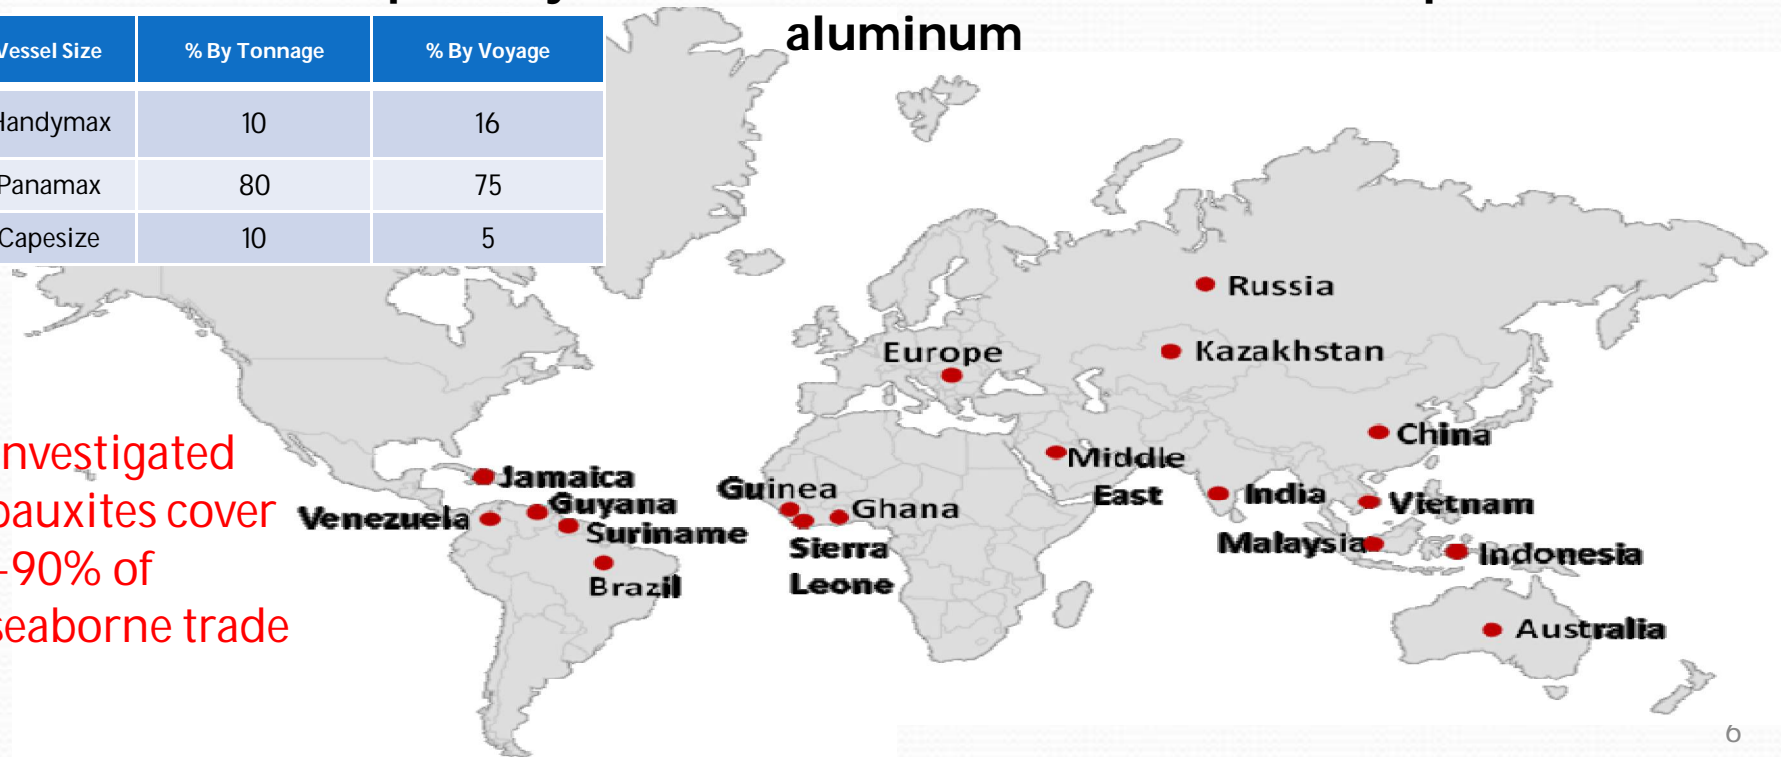 aluminum
Vessel Size % By Tonnage % By Voyage
Handymax 10 16
Panamax 80 75
Capesize 10 5
Russia
Europe
Kazakhstan
China
Investigated
bauxites cover
~90% of
seaborne trade
Jamaica
Guyana
Venezuela
Suriname
Brazil
Guinea
Ghana
Sierra
Leone
Middle
East
India
Vietnam
Malaysia
Indonesia
Australia
6